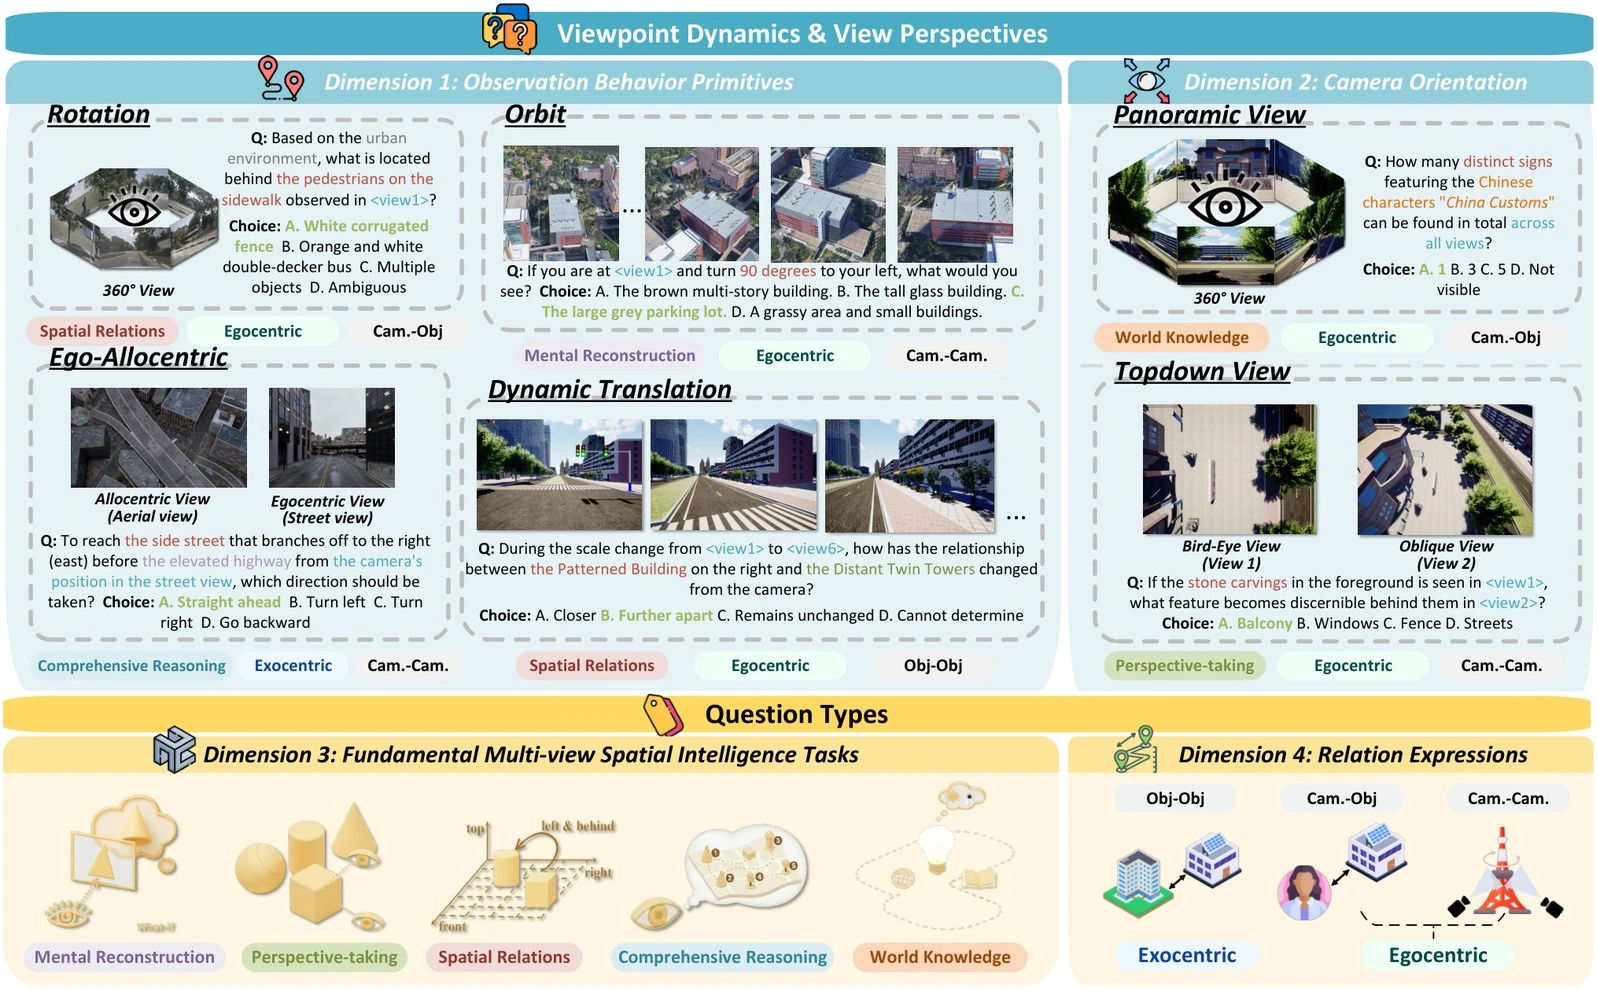 Viewpoint Dynamics & View Perspectives
Dimension 1: Observation Behavior Primitives
Rotation
Q: Based on the urban
environment, what is located
behind the pedestrians on the
sidewalk observed in <view1>?
Choice: A. White corrugated
fence B. Orange and white
double-decker bus C. Multiple
objects D. Ambiguous
360° View
Spatial Relations
Egocentric
Cam.-Obj
Orbit
...
Q: If you are at <view1> and turn 90 degrees to your left, what would you
see? Choice: A. The brown multi-story building. B. The tall glass building. C.
The large grey parking lot. D. A grassy area and small buildings.
Mental Reconstruction
Egocentric
Cam.-Cam.
Ego-Allocentric
Allocentric View
(Aerial view)
Egocentric View
(Street view)
Q: To reach the side street that branches off to the right
(east) before the elevated highway from the camera's
position in the street view, which direction should be
taken? Choice: A. Straight ahead B. Turn left C. Turn
right D. Go backward
Comprehensive Reasoning
Exocentric
Cam.-Cam.
Dynamic Translation
...
Q: During the scale change from <view1> to <view6>, how has the relationship
between the Patterned Building on the right and the Distant Twin Towers changed
from the camera?
Choice: A. Closer B. Further apart C. Remains unchanged D. Cannot determine
Spatial Relations
Egocentric
Obj-Obj
Dimension 2: Camera Orientation
Panoramic View
Q: How many distinct signs
featuring the Chinese
characters "China Customs"
can be found in total across
all views?
Choice: A. 1 B. 3 C. 5 D. Not
visible
360° View
World Knowledge
Egocentric
Cam.-Obj
Topdown View
Bird-Eye View
(View 1)
Oblique View
(View 2)
Q: If the stone carvings in the foreground is seen in <view1>,
what feature becomes discernible behind them in <view2>?
Choice: A. Balcony B. Windows C. Fence D. Streets
Perspective-taking
Egocentric
Cam.-Cam.
Question Types
Dimension 3: Fundamental Multi-view Spatial Intelligence Tasks
What-if
Mental Reconstruction
Perspective-taking
top
left & behind
right
front
Spatial Relations
1
2
3
4
5
Comprehensive Reasoning
World Knowledge
Dimension 4: Relation Expressions
Obj-Obj
Cam.-Obj
Cam.-Cam.
Exocentric
Egocentric